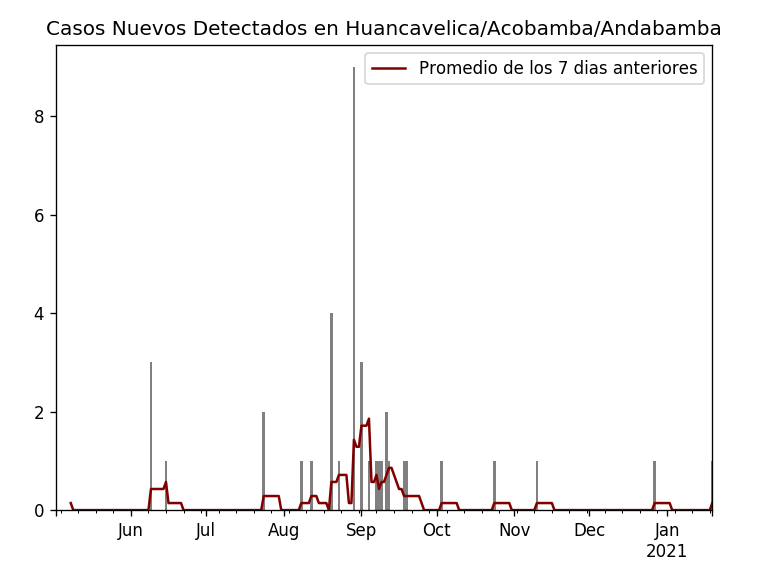 Casos Nuevos Detectados en Huancavelica/Acobamba/Andabamba
Promedio de los 7 dias anteriores
8
6
4
2
0
Jun Jul Aug Sep Oct Nov Dec Jan
2021